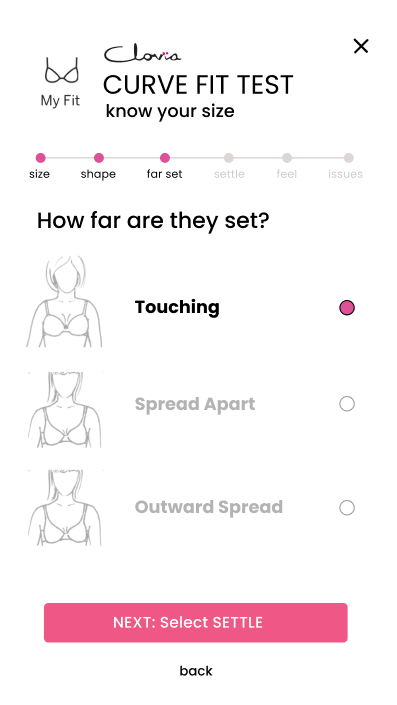 Clovia
My Fit
CURVE FIT TEST
know your size
size shape far set settle feel issues
How far are they set?
Touching
Spread Apart
Outward Spread
NEXT: Select SETTLE
back